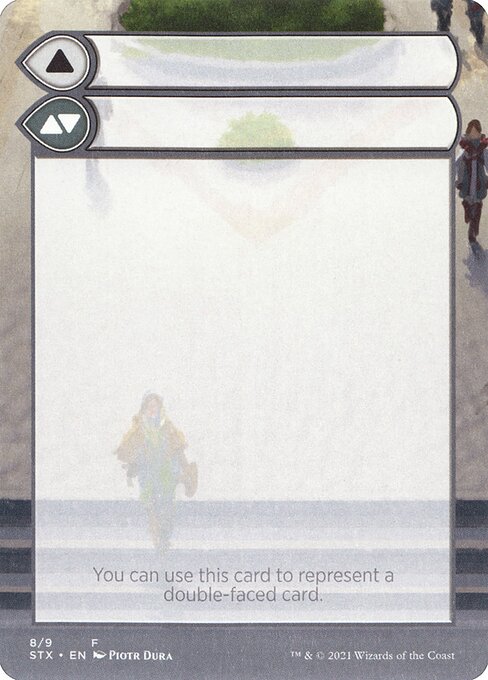 You can use this card to represent a
double-faced card.
8/9 F
STX • EN Piotr Dura
™ & © 2021 Wizards of the Coast